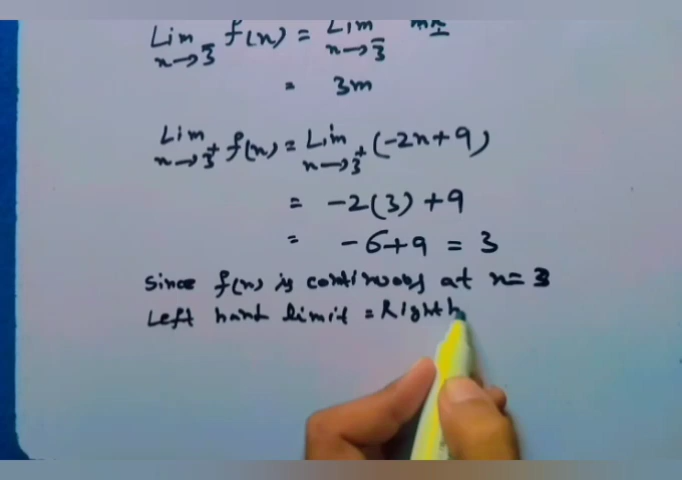 Lim n→3⁻ f(n) = Lim n→3⁻ mx
= 3m
Lim n→3⁺ f(n) = Lim n→3⁺ (-2n+9)
= -2(3) +9
= -6+9 = 3
Since f(n) is continuous at n=3
Left hand limit = Right h